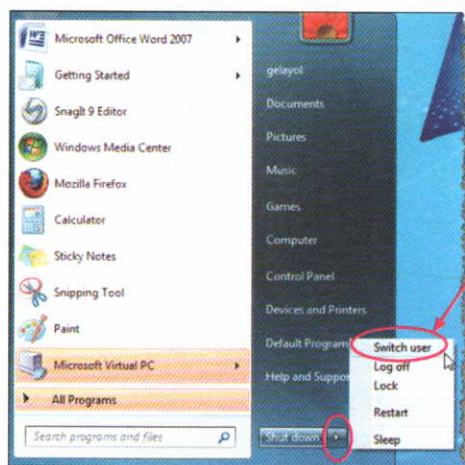 Microsoft Office Word 2007
Getting Started
SnagIt 9 Editor
Windows Media Center
Mozilla Firefox
Calculator
Sticky Notes
Snipping Tool
Paint
Microsoft Virtual PC
All Programs
Search programs and files
gelayol
Documents
Pictures
Music
Games
Computer
Control Panel
Devices and Printers
Default Program
Help and Suppor
Shut down
Switch user
Log off
Lock
Restart
Sleep